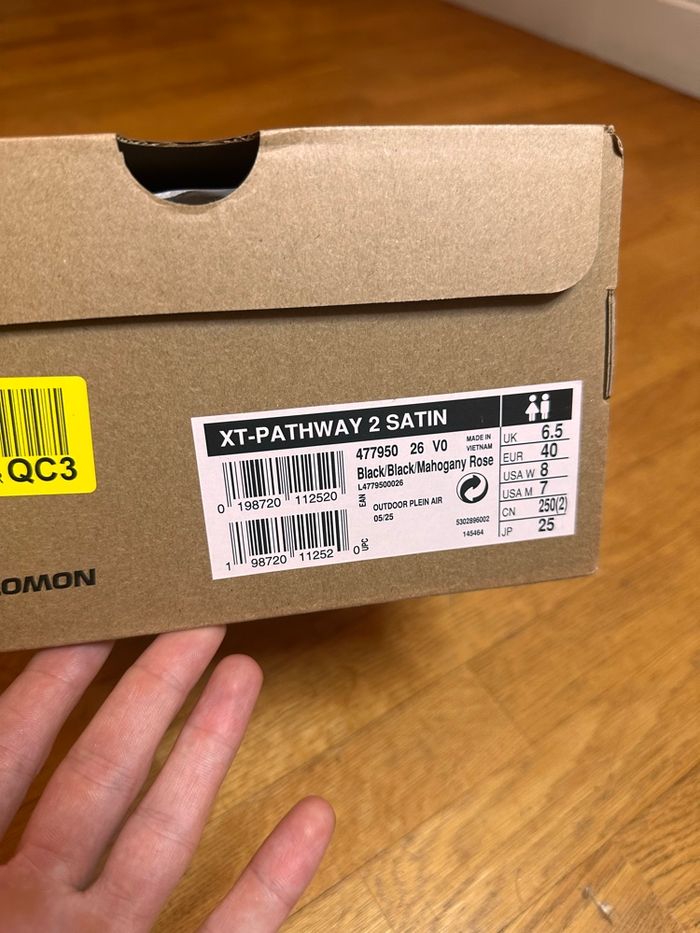 QC3
OMON
XT-PATHWAY 2 SATIN
477950 26 V0
MADE IN
VIETNAM
Black/Black/Mahogany Rose
L4779500026
EAN
0 198720 112520
OUTDOOR PLEIN AIR
05/25
5302896002
145464
1 98720 11252 0
UPC
UK 6.5
EUR 40
USA W 8
USA M 7
CN 250(2)
JP 25